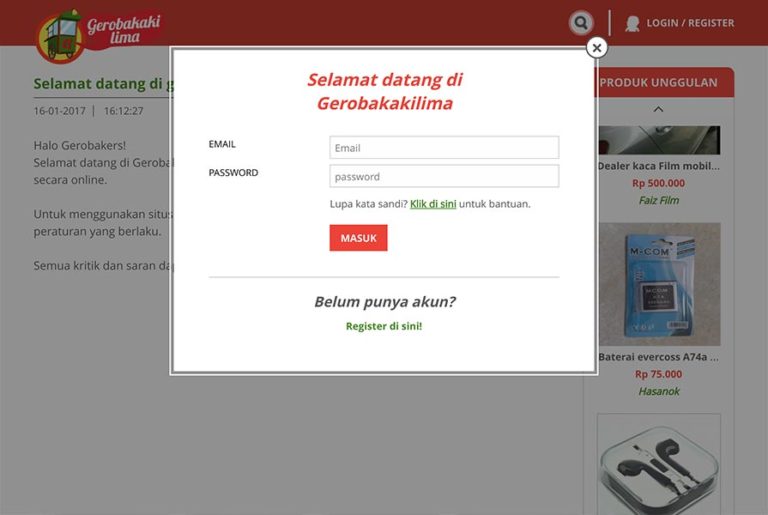 Gerobakaki
lima
LOGIN / REGISTER
Selamat datang di g
16-01-2017 | 16:12:27
Halo Gerobakers!
Selamat datang di Gerobak
secara online.
Untuk menggunakan situs
peraturan yang berlaku.
Semua kritik dan saran dap
Selamat datang di
Gerobakakilima
EMAIL
Email
PASSWORD
password
Lupa kata sandi? Klik di sini untuk bantuan.
MASUK
Belum punya akun?
Register di sini!
PRODUK UNGGULAN
Dealer kaca Film mobil...
Rp 500.000
Faiz Film
M-COM
MCOM
A74A
Baterai evercoss A74a ...
Rp 75.000
Hasanok